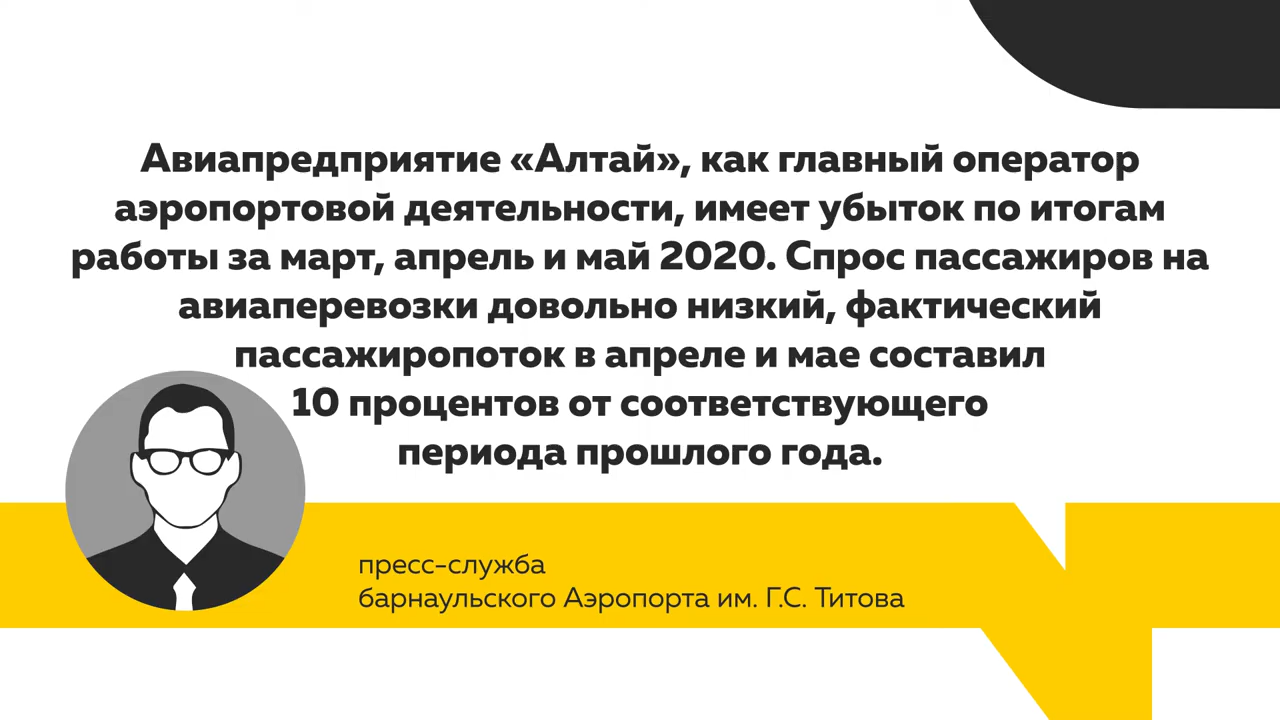 Авиапредприятие «Алтай», как главный оператор
аэропортовой деятельности, имеет убыток по итогам
работы за март, апрель и май 2020. Спрос пассажиров на
авиаперевозки довольно низкий, фактический
пассажиропоток в апреле и мае составил
10 процентов от соответствующего
периода прошлого года.
пресс-служба
барнаульского Аэропорта им. Г.С. Титова